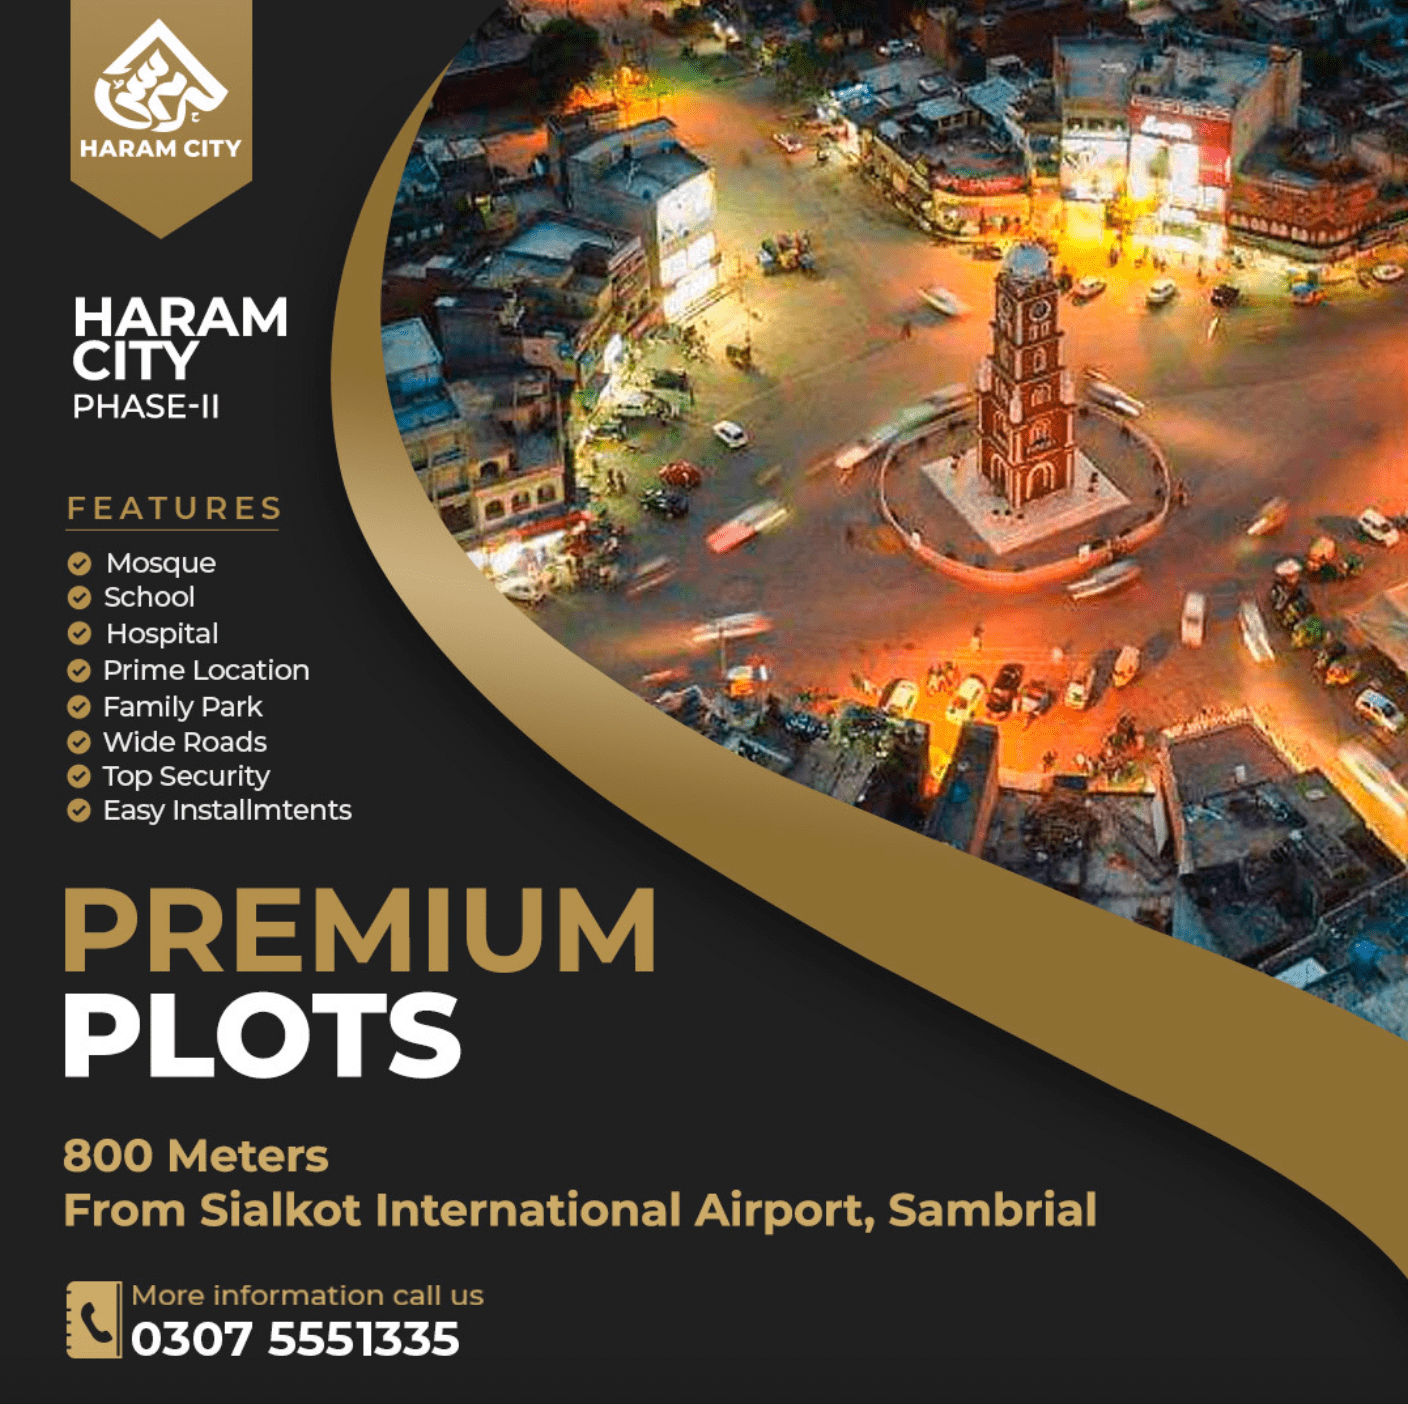 HARAM CITY
HARAM
CITY
PHASE-II
FEATURES
Mosque
School
Hospital
Prime Location
Family Park
Wide Roads
Top Security
Easy Installmtents
PREMIUM
PLOTS
800 Meters
From Sialkot International Airport, Sambrial
More information call us
0307 5551335